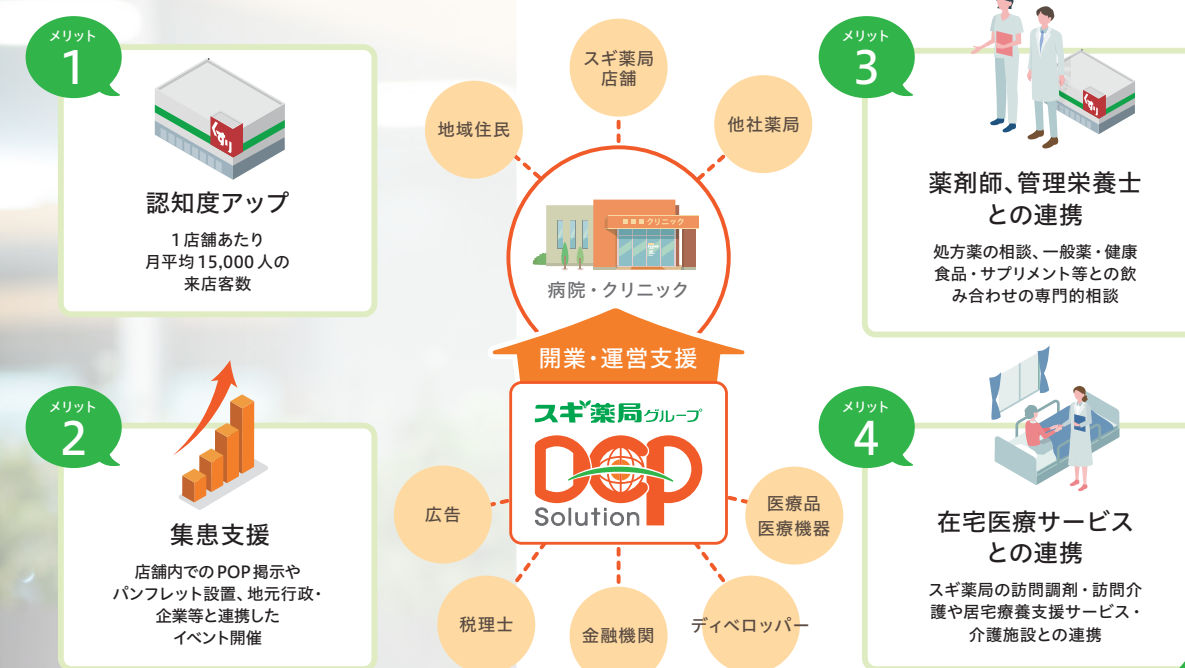 メリット
1
くすり
認知度アップ
1店舗あたり
月平均15,000人の
来店客数
メリット
2
集患支援
店舗内でのPOP掲示や
パンフレット設置、地元行政・
企業等と連携した
イベント開催
スギ薬局
店舗
地域住民
他社薬局
クリニック
病院・クリニック
開業・運営支援
スギ薬局グループ
DCP
Solution
広告
医療品
医療機器
税理士
金融機関
ディベロッパー
メリット
3
くすり
薬剤師、管理栄養士
との連携
処方薬の相談、一般薬・健康
食品・サプリメント等との飲
み合わせの専門的相談
メリット
4
在宅医療サービス
との連携
スギ薬局の訪問調剤・訪問介
護や居宅療養支援サービス・
介護施設との連携